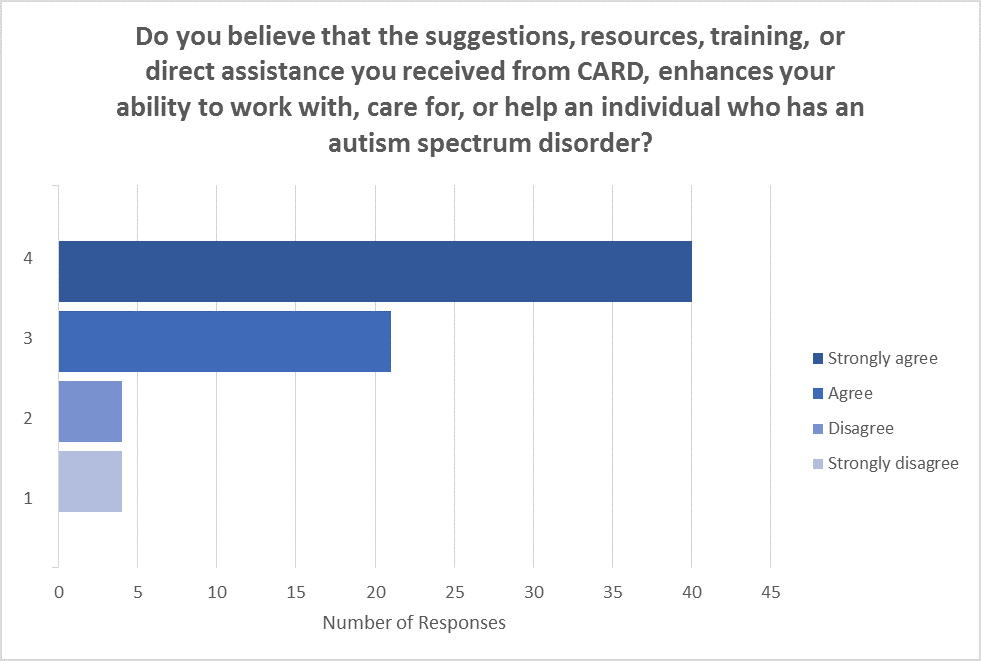 Do you believe that the suggestions, resources, training, or
direct assistance you received from CARD, enhances your
ability to work with, care for, or help an individual who has an
autism spectrum disorder?
4
3
2
1
Strongly agree
Agree
Disagree
Strongly disagree
0 5 10 15 20 25 30 35 40 45
Number of Responses